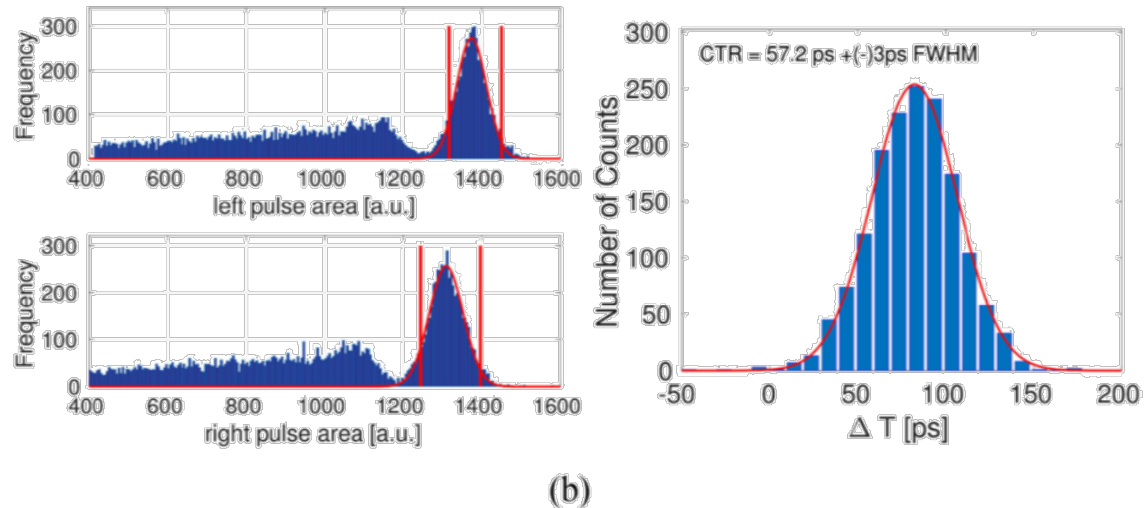 300
200
100
0
Frequency
400 600 800 1000 1200 1400 1600
left pulse area [a.u.]
300
200
100
0
Frequency
400 600 800 1000 1200 1400 1600
right pulse area [a.u.]
CTR = 57.2 ps +(-)3ps FWHM
300
250
200
150
100
50
0
Number of Counts
-50 0 50 100 150 200
Δ T [ps]
(b)